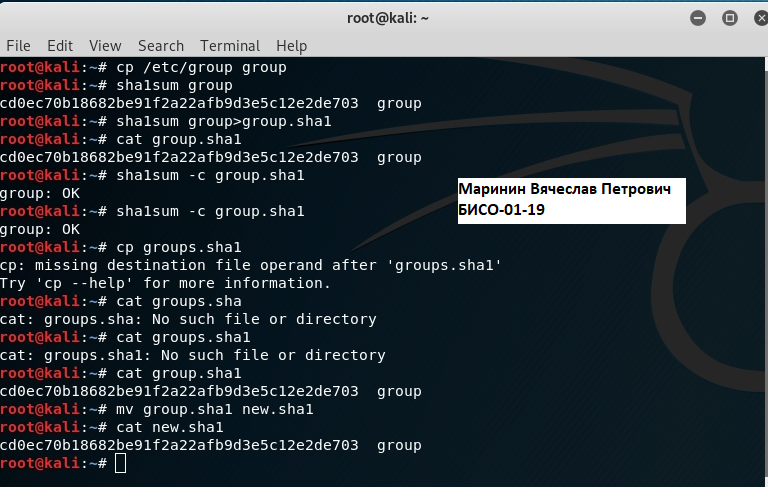 root@kali: ~
File Edit View Search Terminal Help
root@kali:~# cp /etc/group group
root@kali:~# sha1sum group
cd0ec70b18682be91f2a22afb9d3e5c12e2de703  group
root@kali:~# sha1sum group>group.sha1
root@kali:~# cat group.sha1
cd0ec70b18682be91f2a22afb9d3e5c12e2de703  group
root@kali:~# sha1sum -c group.sha1
group: OK
root@kali:~# sha1sum -c group.sha1
group: OK
Маринин Вячеслав Петрович
БИСО-01-19
root@kali:~# cp groups.sha1
cp: missing destination file operand after 'groups.sha1'
Try 'cp --help' for more information.
root@kali:~# cat groups.sha
cat: groups.sha: No such file or directory
root@kali:~# cat groups.sha1
cat: groups.sha1: No such file or directory
root@kali:~# cat group.sha1
cd0ec70b18682be91f2a22afb9d3e5c12e2de703  group
root@kali:~# mv group.sha1 new.sha1
root@kali:~# cat new.sha1
cd0ec70b18682be91f2a22afb9d3e5c12e2de703  group
root@kali:~#